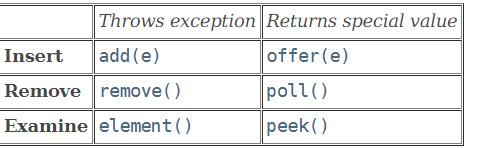 Throws exception Returns special value
Insert add(e) offer(e)
Remove remove() poll()
Examine element() peek()